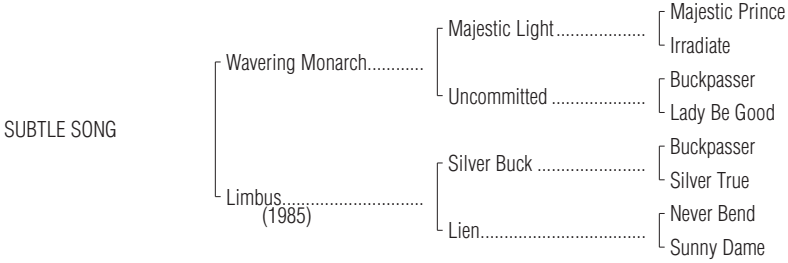 Majestic Prince
Majestic Light....................
Irradiate
Wavering Monarch............
Buckpasser
Uncommitted .....................
Lady Be Good
SUBTLE SONG
Buckpasser
Silver Buck ........................
Silver True
Limbus................................
(1985)
Never Bend
Lien.....................................
Sunny Dame